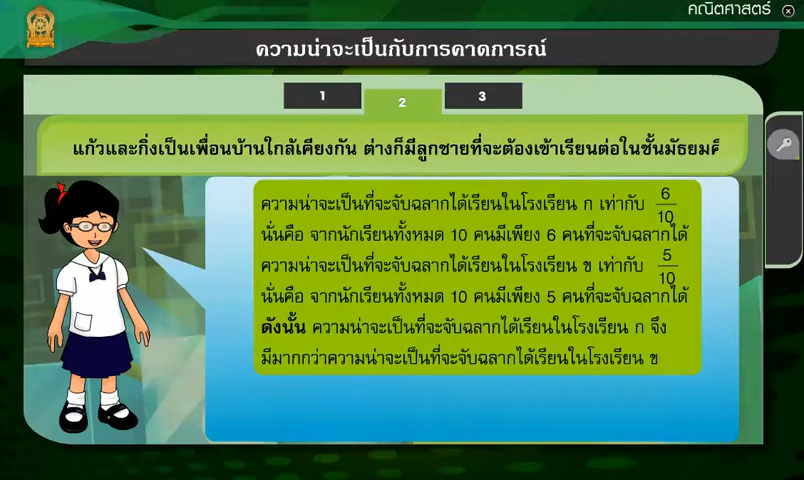 คณิตศาสตร์
ความน่าจะเป็นกับการคาดการณ์
1 2 3
แก้วและกิ่งเป็นเพื่อนบ้านใกล้เคียงกัน ต่างก็มีลูกชายที่จะต้องเข้าเรียนต่อในชั้นมัธยมศ
ความน่าจะเป็นที่จะจับฉลากได้เรียนในโรงเรียน ก เท่ากับ 6/10
นั่นคือ จากนักเรียนทั้งหมด 10 คนมีเพียง 6 คนที่จะจับฉลากได้
ความน่าจะเป็นที่จะจับฉลากได้เรียนในโรงเรียน ข เท่ากับ 5/10
นั่นคือ จากนักเรียนทั้งหมด 10 คนมีเพียง 5 คนที่จะจับฉลากได้
ดังนั้น ความน่าจะเป็นที่จะจับฉลากได้เรียนในโรงเรียน ก จึง
มีมากกว่าความน่าจะเป็นที่จะจับฉลากได้เรียนในโรงเรียน ข